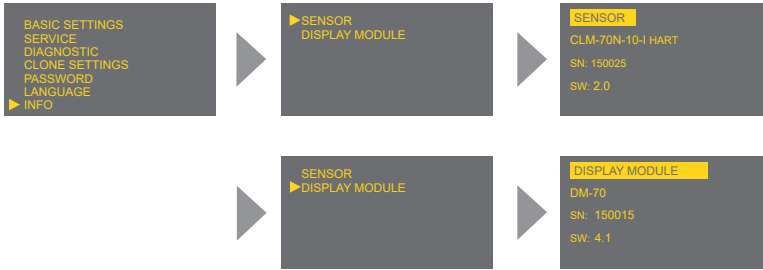 BASIC SETTINGS
SERVICE
DIAGNOSTIC
CLONE SETTINGS
PASSWORD
LANGUAGE
INFO
SENSOR
DISPLAY MODULE
SENSOR
CLM-70N-10-I HART
SN: 150025
SW: 2.0
SENSOR
DISPLAY MODULE
DISPLAY MODULE
DM-70
SN: 150015
SW: 4.1